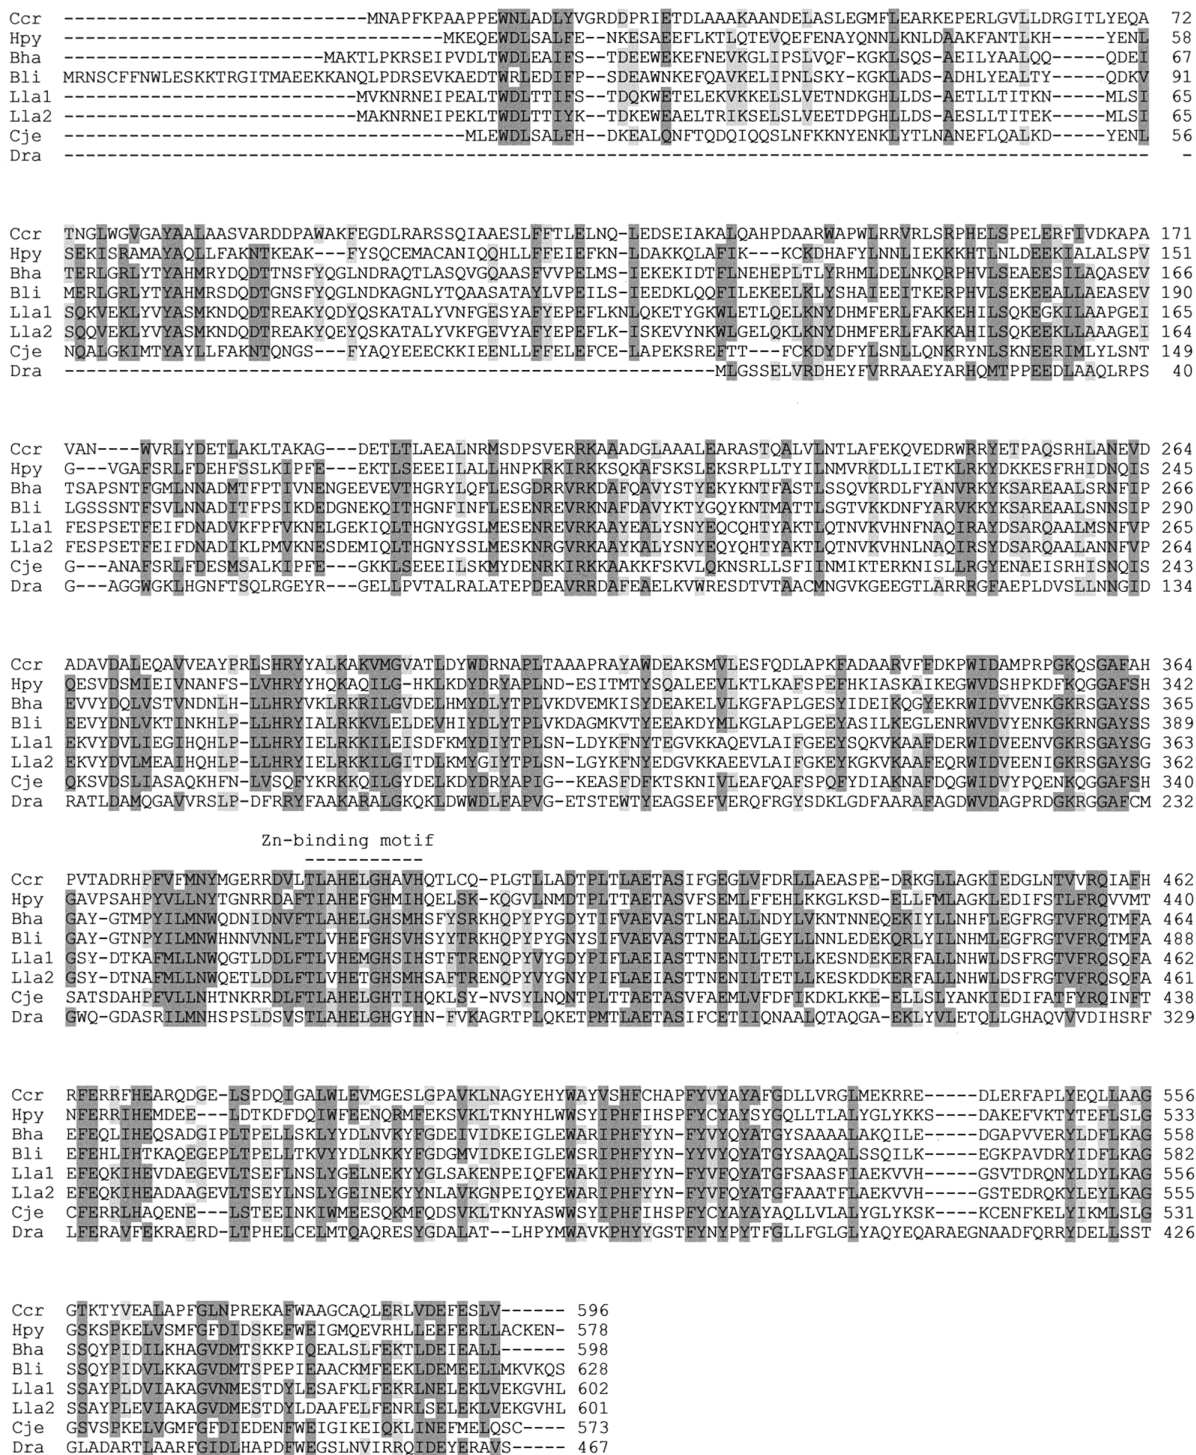 Ccr ----------------------------MNAPFKPAAPPEWNLADLYVGRDDPRIETDLAAAKAANDELASLEGMFLEARKEPERLGVLLDRGITLYEQA 72
Hpy -----------------------------------MKEQEWDLSALFE--NKESAEEFLKTLQTEVQEFENAYQNNLKNLDAAKFANTLKH-----YENL 58
Bha ------------------------MAKTLPKRSEIPVDLTWDLEAIFS--TDEEWEKEFNEVKGLIPSLVQF-KGKLSQS-AEILYAALQQ-----QDEI 67
Bli MRNSCFFNWLESKKTRGITMAEEKKANQLPDRSEVKAEDTWRLEDIFP--SDEAWNKEFQAVKELIPNLSKY-KGKLADS-ADHLYEALTY-----QDKV 91
Lla1 ---------------------------MVKNRNEIPEALTWDLTTIFS--TDQKWETELEKVKKELSLVETNDKGHLLDS-AETLLTITKN-----MLSI 65
Lla2 ---------------------------MAKNRNEIPEKLTWDLTTIYK--TDKEWEAELTRIKSELSLVEETDPGHLLDS-AESLLTITEK-----MLSI 65
Cje -------------------------------------MLEWDLSALFH--DKEALQNFTQDQIQQSLNFKKNYENKLYTLNANEFLQALKD-----YENL 56
Dra ---------------------------------------------------------------------------------------------------- -
Ccr TNGLWGVGAYAALAASVARDDPAWAKFEGDLRARSSQIAAESLFFTLELNQ-LEDSEIAKALQAHPDAARWAPWLRRVRLSRPHELSPELERFIVDKAPA 171
Hpy SEKISRAMAYAQLLFAKNTKEAK---FYSQCEMACANIQQHLLFFEIEFKN-LDAKKQLAFIK---KCKDHAFYLNNLIEKKKHTLNLDEEKIALALSPV 151
Bha TERLGRLYTYAHMRYDQDTTNSFYQGLNDRAQTLASQVGQAASFVVPELMS-IEKEKIDTFLNEHEPLTLYRHMLDELNKQRPHVLSEAEESILAQASEV 166
Bli MERLGRLYTYAHMRSDQDTGNSFYQGLNDKAGNLYTQAASATAYLVPEILS-IEEDKLQQFILEKEELKLYSHAIEEITKERPHVLSEKEEALLAEASEV 190
Lla1 SQKVEKLYVYASMKNDQDTREAKYQDYQSKATALYVNFGESYAFYEPEFLKNLQKETYGKWLETLQELKNYDHMFERLFAKKEHILSQKEGKILAAPGEI 165
Lla2 SQQVEKLYVYASMKNDQDTREAKYQEYQSKATALYVKFGEVYAFYEPEFLK-ISKEVYNKWLGELQKLKNYDHMFERLFAKKAHILSQKEEKLLAAAGEI 164
Cje NQALGKIMTYAYLLFAKNTQNGS---FYAQYEEECKKIEENLLFFELEFCE-LAPEKSREFTT---FCKDYDFYLSNLLQNKRYNLSKNEERIMLYLSNT 149
Dra ------------------------------------------------------------MLGSSELVRDHEYFVRRAAEYARHQMTPPEEDLAAQLRPS 40
Ccr VAN----WVRLYDETLAKLTAKAG---DETLTLAEALNRMSDPSVERRKAAADGLAAALEARASTQALVLNTLAFEKQVEDRWRRYETPAQSRHLANEVD 264
Hpy G---VGAFSRLFDEHFSSLKIPFE---EKTLSEEEILALLHNPKRKIRKKSQKAFSKSLEKSRPLLTYILNMVRKDLLIETKLRKYDKKESFRHIDNQIS 245
Bha TSAPSNTFGMLNNADMTFPTIVNENGEEVEVTHGRYLQFLESGDRRVRKDAFQAVYSTYEKYKNTFASTLSSQVKRDLFYANVRKYKSAREAALSRNFIP 266
Bli LGSSSNTFSVLNNADITFPSIKDEDGNEKQITHGNFINFLESENREVRKNAFDAVYKTYGQYKNTMATTLSGTVKKDNFYARVKKYKSAREAALSNNSIP 290
Lla1 FESPSETFEIFDNADVKFPFVKNELGEKIQLTHGNYGSLMESENREVRKAAYEALYSNYEQCQHTYAKTLQTNVKVHNFNAQIRAYDSARQAALMSNFVP 265
Lla2 FESPSETFEIFDNADIKLPMVKNESDEMIQLTHGNYSSLMESKNRGVRKAAYKALYSNYEQYQHTYAKTLQTNVKVHNLNAQIRSYDSARQAALANNFVP 264
Cje G---ANAFSRLFDESMSALKIPFE---GKKLSEEEILSKMYDENRKIRKKAAKKFSKVLQKNSRLLSFIINMIKTERKNISLLRGYENAEISRHISNQIS 243
Dra G---AGGWGKLHGNFTSQLRGEYR---GELLPVTALRALATEPDEAVRRDAFEAELKVWRESDTVTAACMNGVKGEEGTLARRRGFAEPLDVSLLNNGID 134
Ccr ADAVDALEQAVVEAYPRLSHRYYALKAKVMGVATLDYWDRNAPLTAAAPRAYAWDEAKSMVLESFQDLAPKFADAARVFFDKPWIDAMPRPGKQSGAFAH 364
Hpy QESVDSMIEIVNANFS-LVHRYYHQKAQILG-HKLKDYDRYAPLND-ESITMTYSQALEEVLKTLKAFSPEFHKIASKAIKEGWVDSHPKDFKQGGAFSH 342
Bha EVVYDQLVSTVNDNLH-LLHRYVKLRKRILGVDELHMYDLYTPLVKDVEMKISYDEAKELVLKGFAPLGESYIDEIKQGYEKRWIDVYENKGKRSGAYSS 365
Bli EEVYDNLVKTINKHLP-LLHRYIALRKKVLELDEVHIYDLYTPLVKDAGMKVTYEEAKDYMLKGLAPLGEEYASILKEGLENRWVDVYENKGKRSGAYSS 389
Lla1 EKVYDVLIEGIHQHLP-LLHRYIELRKKILEISDFKMYDIYTPLSN-LDYKFNYTEGVKKAQEVLAIFGEEYSQKVKAAFDERWIDVEENVGKRSGAYSG 363
Lla2 EKVYDVLMEAIHQHLP-LLHRYIELRKKILGITDLKMYGIYTPLSN-LGYKFNYEDGVKKAEEVLAIFGKEYKGKVKAAFEQRWIDVEENIGKRSGAYSG 362
Cje QKSVDSLIASAQKHFN-LVSQFYKRKKQILGYDELKDYDRYAPIG--KEASFDFKTSKNIVLEAFQAFSPQFYDIAKNAFDQGWIDVYPQENKQGGAFSH 340
Dra RATLDAMQGAVVRSLP-DFRRYFAAKARALGKQKLDWWDLFAPVG-ETSTEWTYEAGSEFVERQFRGYSDKLGDFAARAFAGDWVDAGPRDGKRGGAFCM 232
Zn-binding motif
-----------
Ccr PVTADRHPFVFMNYMGERRDVLTLAHELGHAVHQTLCQ-PLGTLLADTPLTLAETASIFGEGLVFDRLLAEASPE-DRKGLLAGKIEDGLNTVVRQIAFH 462
Hpy GAVPSAHPYVLLNYTGNRRDAFTIAHEFGHMIHQELSK-KQGVLNMDTPLTTAETASVFSEMLLFEHLKKGLKSD-ELLFMLAGKLEDIFSTLFRQVVMT 440
Bha GAY-GTMPYILMNWQDNIDNVFTLAHELGHSMHSFYSRKHQPYPYGDYTIFVAEVASTLNEALLNDYLVKNTNNEQEKIYLLNHFLEGFRGTVFRQTMFA 464
Bli GAY-GTNPYILMNWHNNVNNLFTLVHEFGHSVHSYYTRKHQPYPYGNYSIFVAEVASTTNEALLGEYLLNNLEDEKQRLYILNHMLEGFRGTVFRQTMFA 488
Lla1 GSY-DTKAFMLLNWQGTLDDLFTLVHEMGHSIHSTFTRENQPYVYGDYPIFLAEIASTTNENILTETLLKESNDEKERFALLNHWLDSFRGTVFRQSQFA 462
Lla2 GSY-DTNAFMLLNWQETLDDLFTLVHETGHSMHSAFTRENQPYVYGNYPIFLAEIASTTNENILTETLLKESKDDKERFALLNHWLDSFRGTVFRQSQFA 461
Cje SATSDAHPFVLLNHTNKRRDLFTLAHELGHTIHQKLSY-NVSYLNQNTPLTTAETASVFAEMLVFDFIKDKLKKE-ELLSLYANKIEDIFATFYRQINFT 438
Dra GWQ-GDASRILMNHSPSLDSVSTLAHELGHGYHN-FVKAGRTPLQKETPMTLAETASIFCETIIQNAALQTAQGA-EKLYVLETQLLGHAQVVVDIHSRF 329
Ccr RFERRFHEARQDGE-LSPDQIGALWLEVMGESLGPAVKLNAGYEHYWAYVSHFCHAPFYVYAYAFGDLLVRGLMEKRRE-----DLERFAPLYEQLLAAG 556
Hpy NFERRIHEMDEE---LDTKDFDQIWFEENQRMFEKSVKLTKNYHLWWSYIPHFIHSPFYCYAYSYGQLLTLALYGLYKKS----DAKEFVKTYTEFLSLG 533
Bha EFEQLIHEQSADGIPLTPELLSKLYYDLNVKYFGDEIVIDKEIGLEWARIPHFYYN-FYVYQYATGYSAAAALAKQILE-----DGAPVVERYLDFLKAG 558
Bli EFEHLIHTKAQEGEPLTPELLTKVYYDLNKKYFGDGMVIDKEIGLEWSRIPHFYYN-YYVYQYATGYSAAQALSSQILK-----EGKPAVDRYIDFLKAG 582
Lla1 EFEQKIHEVDAEGEVLTSEFLNSLYGELNEKYYGLSAKENPEIQFEWAKIPHFYYN-FYVFQYATGFSAASFLAEKVVH-----GSVTDRQNYLDYLKAG 556
Lla2 EFEQKIHEADAAGEVLTSEYLNSLYGEINEKYYNLAVKGNPEIQYEWARIPHFYYN-FYVFQYATGFAAATFLAEKVVH-----GSTEDRQKYLEYLKAG 555
Cje CFERRLHAQENE---LSTEEINKIWMEESQKMFQDSVKLTKNYASWWSYIPHFIHSPFYCYAYAYAQLLVLALYGLYKSK----KCENFKELYIKMLSLG 531
Dra LFERAVFEKRAERD-LTPHELCELMTQAQRESYGDALAT--LHPYMWAVKPHYYGSTFYNYPYTFGLLFGLGLYAQYEQARAEGNAADFQRRYDELLSST 426
Ccr GTKTYVEALAPFGLNPREKAFWAAGCAQLERLVDEFESLV------ 596
Hpy GSKSPKELVSMFGFDIDSKEFWEIGMQEVRHLLEEFERLLACKEN- 578
Bha SSQYPIDILKHAGVDMTSKKPIQEALSLFEKTLDEIEALL------ 598
Bli SSQYPIDVLKKAGVDMTSPEPIEAACKMFEEKLDEMEELLMKVKQS 628
Lla1 SSAYPLDVIAKAGVNMESTDYLESAFKLFEKRLNELEKLVEKGVHL 602
Lla2 SSAYPLEVIAKAGVDMESTDYLDAAFELFENRLSELEKLVEKGVHL 601
Cje GSVSPKELVGMFGFDIEDENFWEIGIKEIQKLINEFMELQSC---- 573
Dra GLADARTLAARFGIDLHAPDFWEGSLNVIRRQIDEYERAVS----- 467